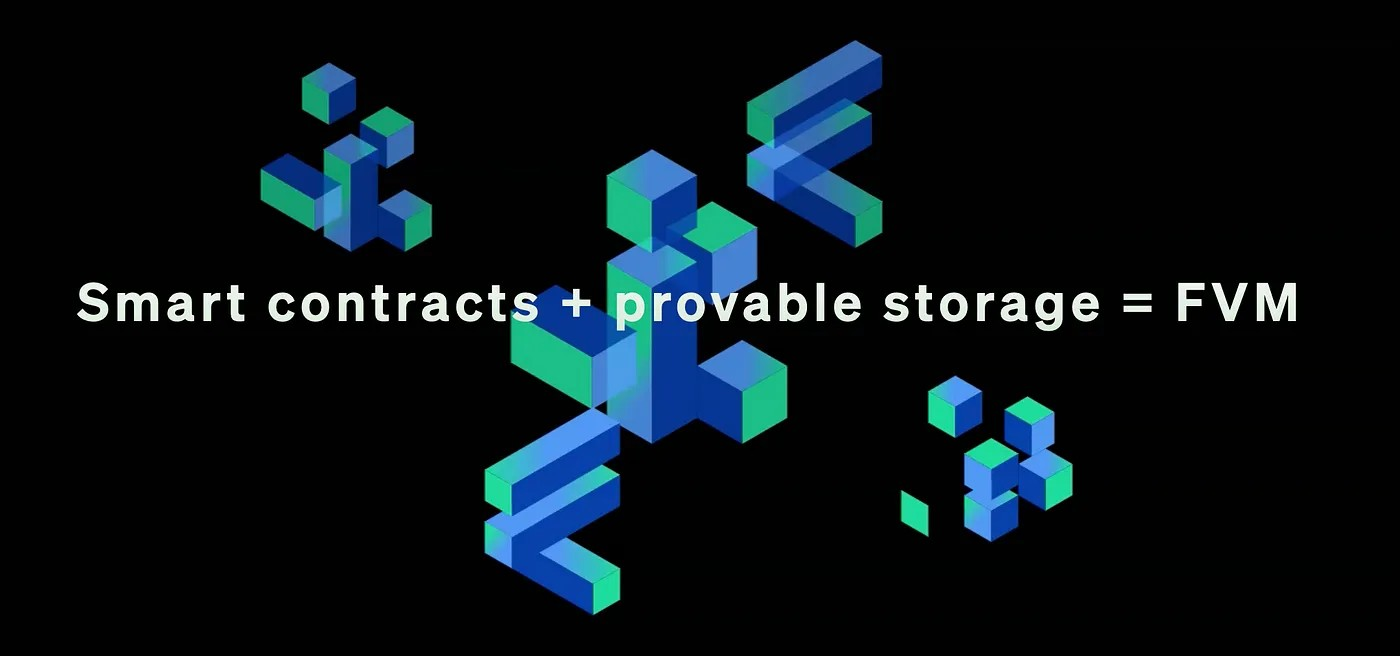 Smart contracts + provable storage = FVM